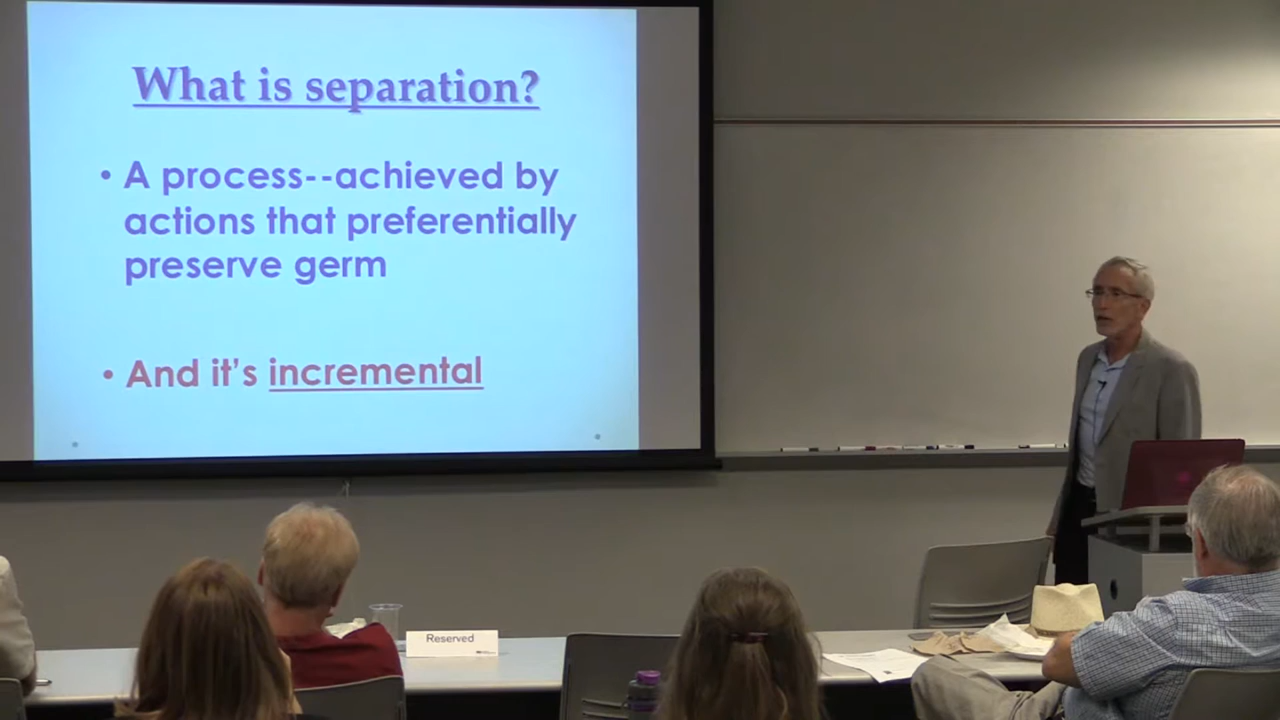 What is separation?
• A process--achieved by
actions that preferentially
preserve germ
• And it's incremental
Reserved